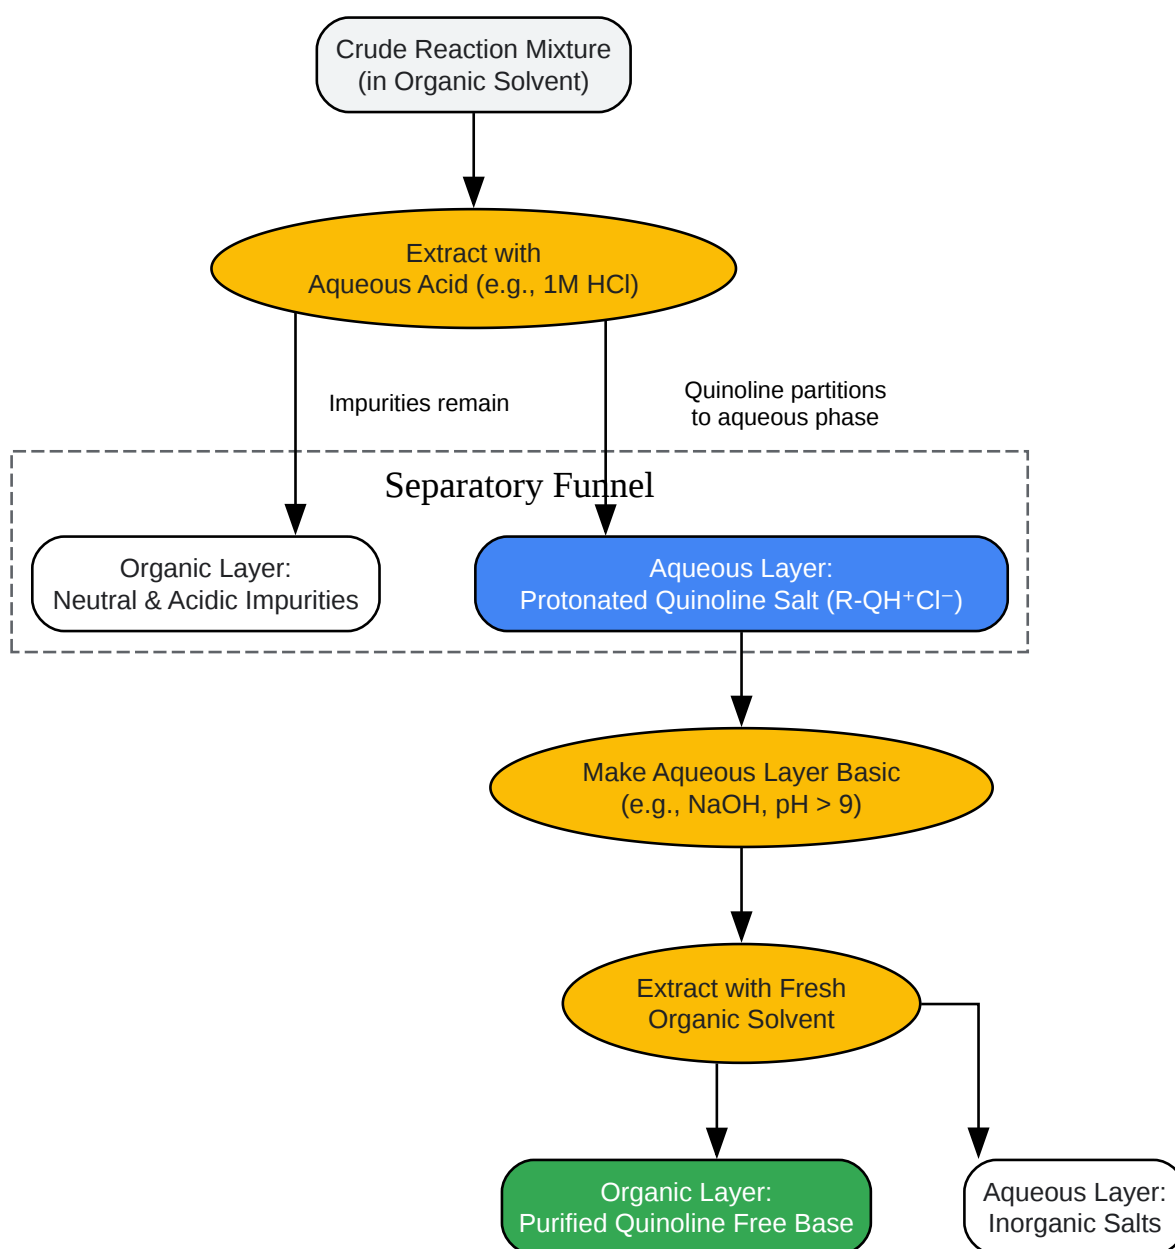 Crude Reaction Mixture
(in Organic Solvent)
Extract with
Aqueous Acid (e.g., 1M HCl)
Impurities remain
Quinoline partitions
to aqueous phase
Separatory Funnel
Organic Layer:
Neutral & Acidic Impurities
Aqueous Layer:
Protonated Quinoline Salt (R-QH⁺Cl⁻)
Make Aqueous Layer Basic
(e.g., NaOH, pH > 9)
Extract with Fresh
Organic Solvent
Organic Layer:
Purified Quinoline Free Base
Aqueous Layer:
Inorganic Salts